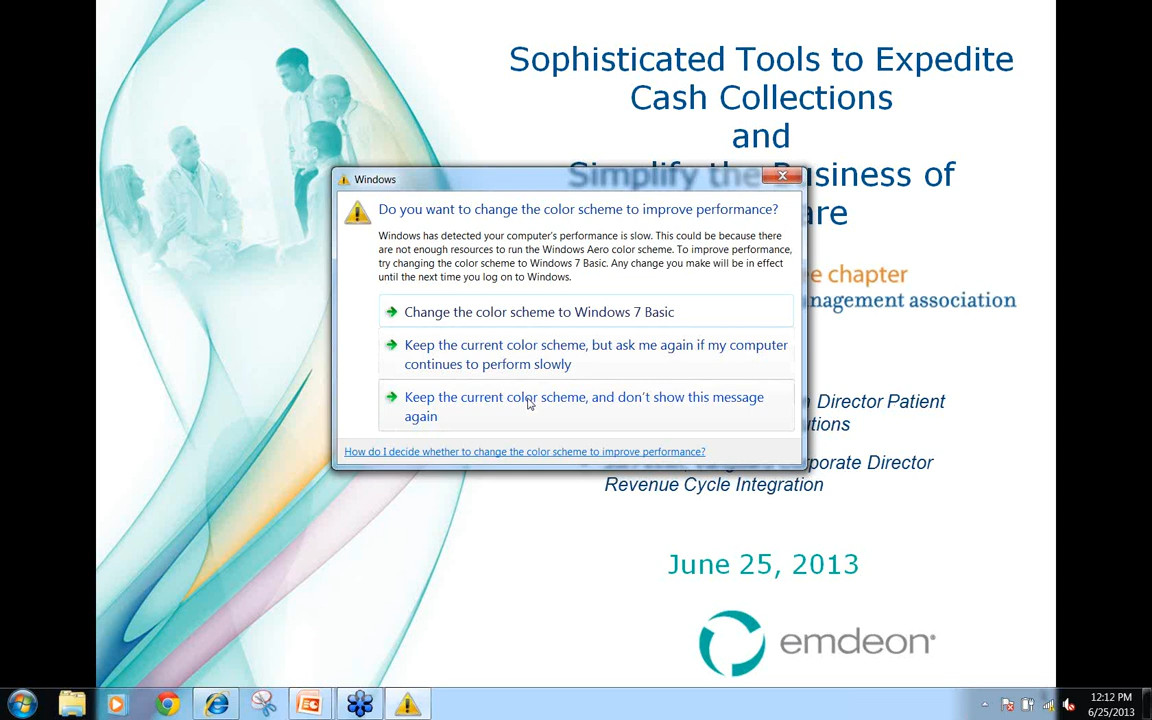 Sophisticated Tools to Expedite
Cash Collections
and
Simplify the Business of
are
e chapter
nagement association
Director Patient
utions
rporate Director
Revenue Cycle Integration
June 25, 2013
emdeon
Windows
Do you want to change the color scheme to improve performance?
Windows has detected your computer's performance is slow. This could be because there
are not enough resources to run the Windows Aero color scheme. To improve performance,
try changing the color scheme to Windows 7 Basic. Any change you make will be in effect
until the next time you log on to Windows.
Change the color scheme to Windows 7 Basic
Keep the current color scheme, but ask me again if my computer
continues to perform slowly
Keep the current color scheme, and don't show this message
again
How do I decide whether to change the color scheme to improve performance?
12:12 PM
6/25/2013